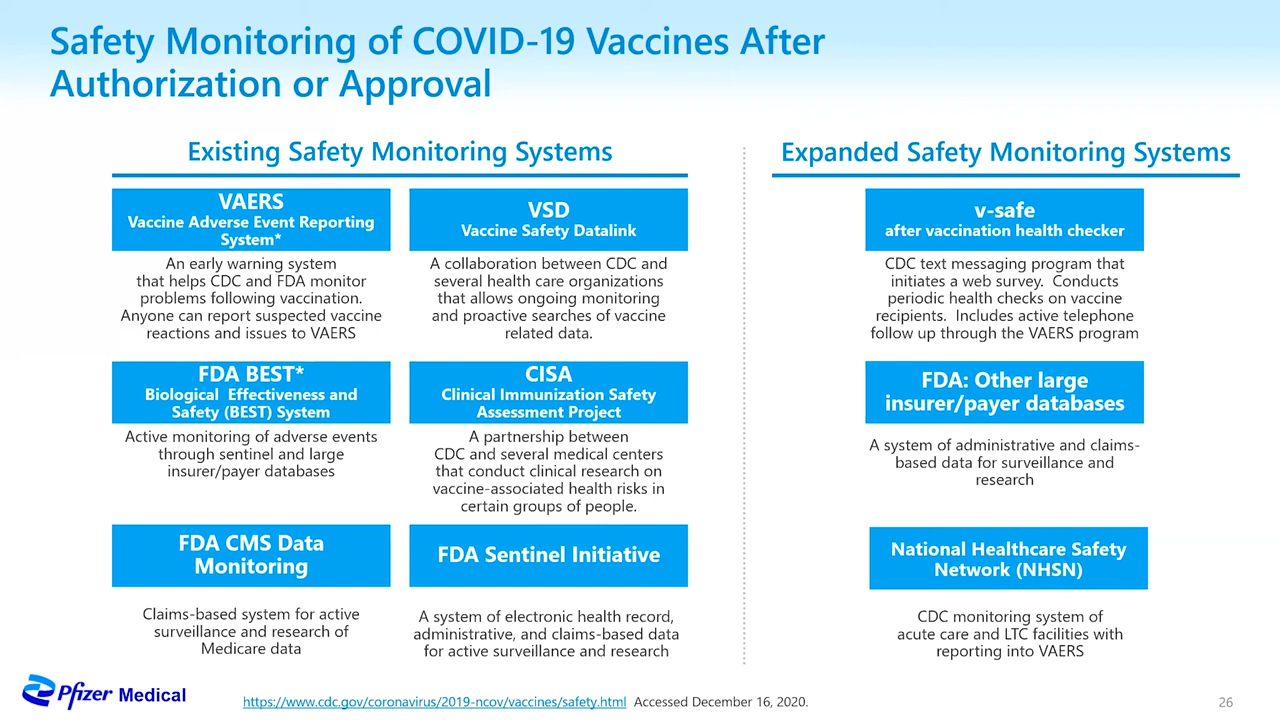 Safety Monitoring of COVID-19 Vaccines After
Authorization or Approval
Existing Safety Monitoring Systems
VAERS
Vaccine Adverse Event Reporting
System*
An early warning system
that helps CDC and FDA monitor
problems following vaccination.
Anyone can report suspected vaccine
reactions and issues to VAERS
VSD
Vaccine Safety Datalink
A collaboration between CDC and
several health care organizations
that allows ongoing monitoring
and proactive searches of vaccine
related data.
FDA BEST*
Biological Effectiveness and
Safety (BEST) System
Active monitoring of adverse events
through sentinel and large
insurer/payer databases
CISA
Clinical Immunization Safety
Assessment Project
A partnership between
CDC and several medical centers
that conduct clinical research on
vaccine-associated health risks in
certain groups of people.
FDA CMS Data
Monitoring
Claims-based system for active
surveillance and research of
Medicare data
FDA Sentinel Initiative
A system of electronic health record,
administrative, and claims-based data
for active surveillance and research
Expanded Safety Monitoring Systems
v-safe
after vaccination health checker
CDC text messaging program that
initiates a web survey. Conducts
periodic health checks on vaccine
recipients. Includes active telephone
follow up through the VAERS program
FDA: Other large
insurer/payer databases
A system of administrative and claims-
based data for surveillance and
research
National Healthcare Safety
Network (NHSN)
CDC monitoring system of
acute care and LTC facilities with
reporting into VAERS
Pfizer Medical
https://www.cdc.gov/coronavirus/2019-ncov/vaccines/safety.html Accessed December 16, 2020.
26